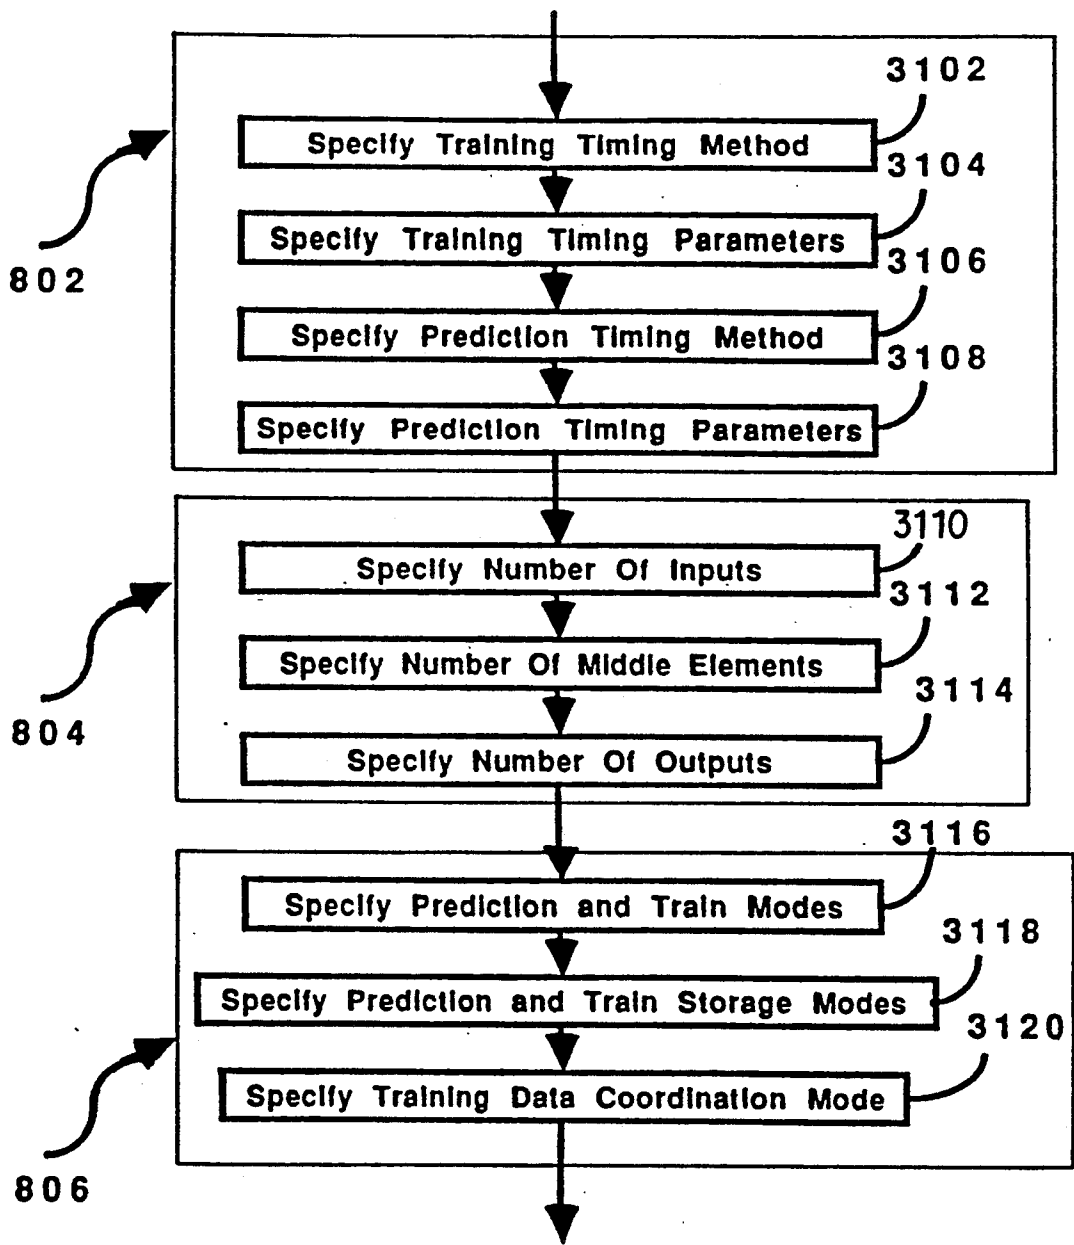 3102
Specify Training Timing Method
3104
Specify Training Timing Parameters
802
3106
Specify Prediction Timing Method
3108
Specify Prediction Timing Parameters
3110
Specify Number Of Inputs
3112
Specify Number Of Middle Elements
3114
804
Specify Number Of Outputs
3116
Specify Prediction and Train Modes
3118
Specify Prediction and Train Storage Modes
3120
Specify Training Data Coordination Mode
806